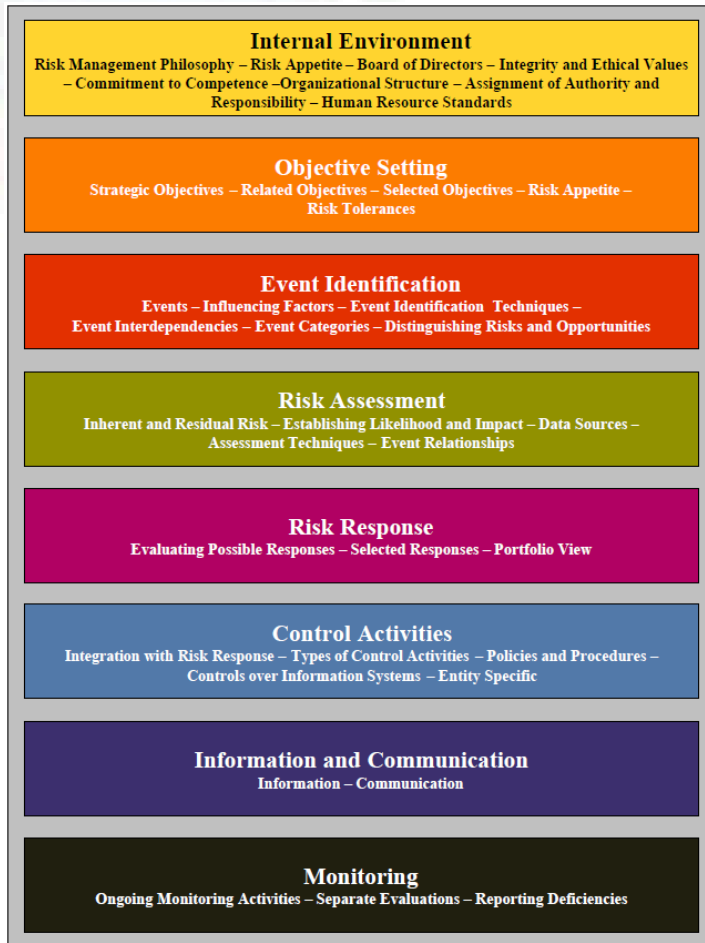 Internal Environment
Risk Management Philosophy – Risk Appetite – Board of Directors – Integrity and Ethical Values
– Commitment to Competence –Organizational Structure – Assignment of Authority and
Responsibility – Human Resource Standards
Objective Setting
Strategic Objectives – Related Objectives – Selected Objectives – Risk Appetite –
Risk Tolerances
Event Identification
Events – Influencing Factors – Event Identification Techniques –
Event Interdependencies – Event Categories – Distinguishing Risks and Opportunities
Risk Assessment
Inherent and Residual Risk – Establishing Likelihood and Impact – Data Sources –
Assessment Techniques – Event Relationships
Risk Response
Evaluating Possible Responses – Selected Responses – Portfolio View
Control Activities
Integration with Risk Response – Types of Control Activities – Policies and Procedures –
Controls over Information Systems – Entity Specific
Information and Communication
Information – Communication
Monitoring
Ongoing Monitoring Activities – Separate Evaluations – Reporting Deficiencies